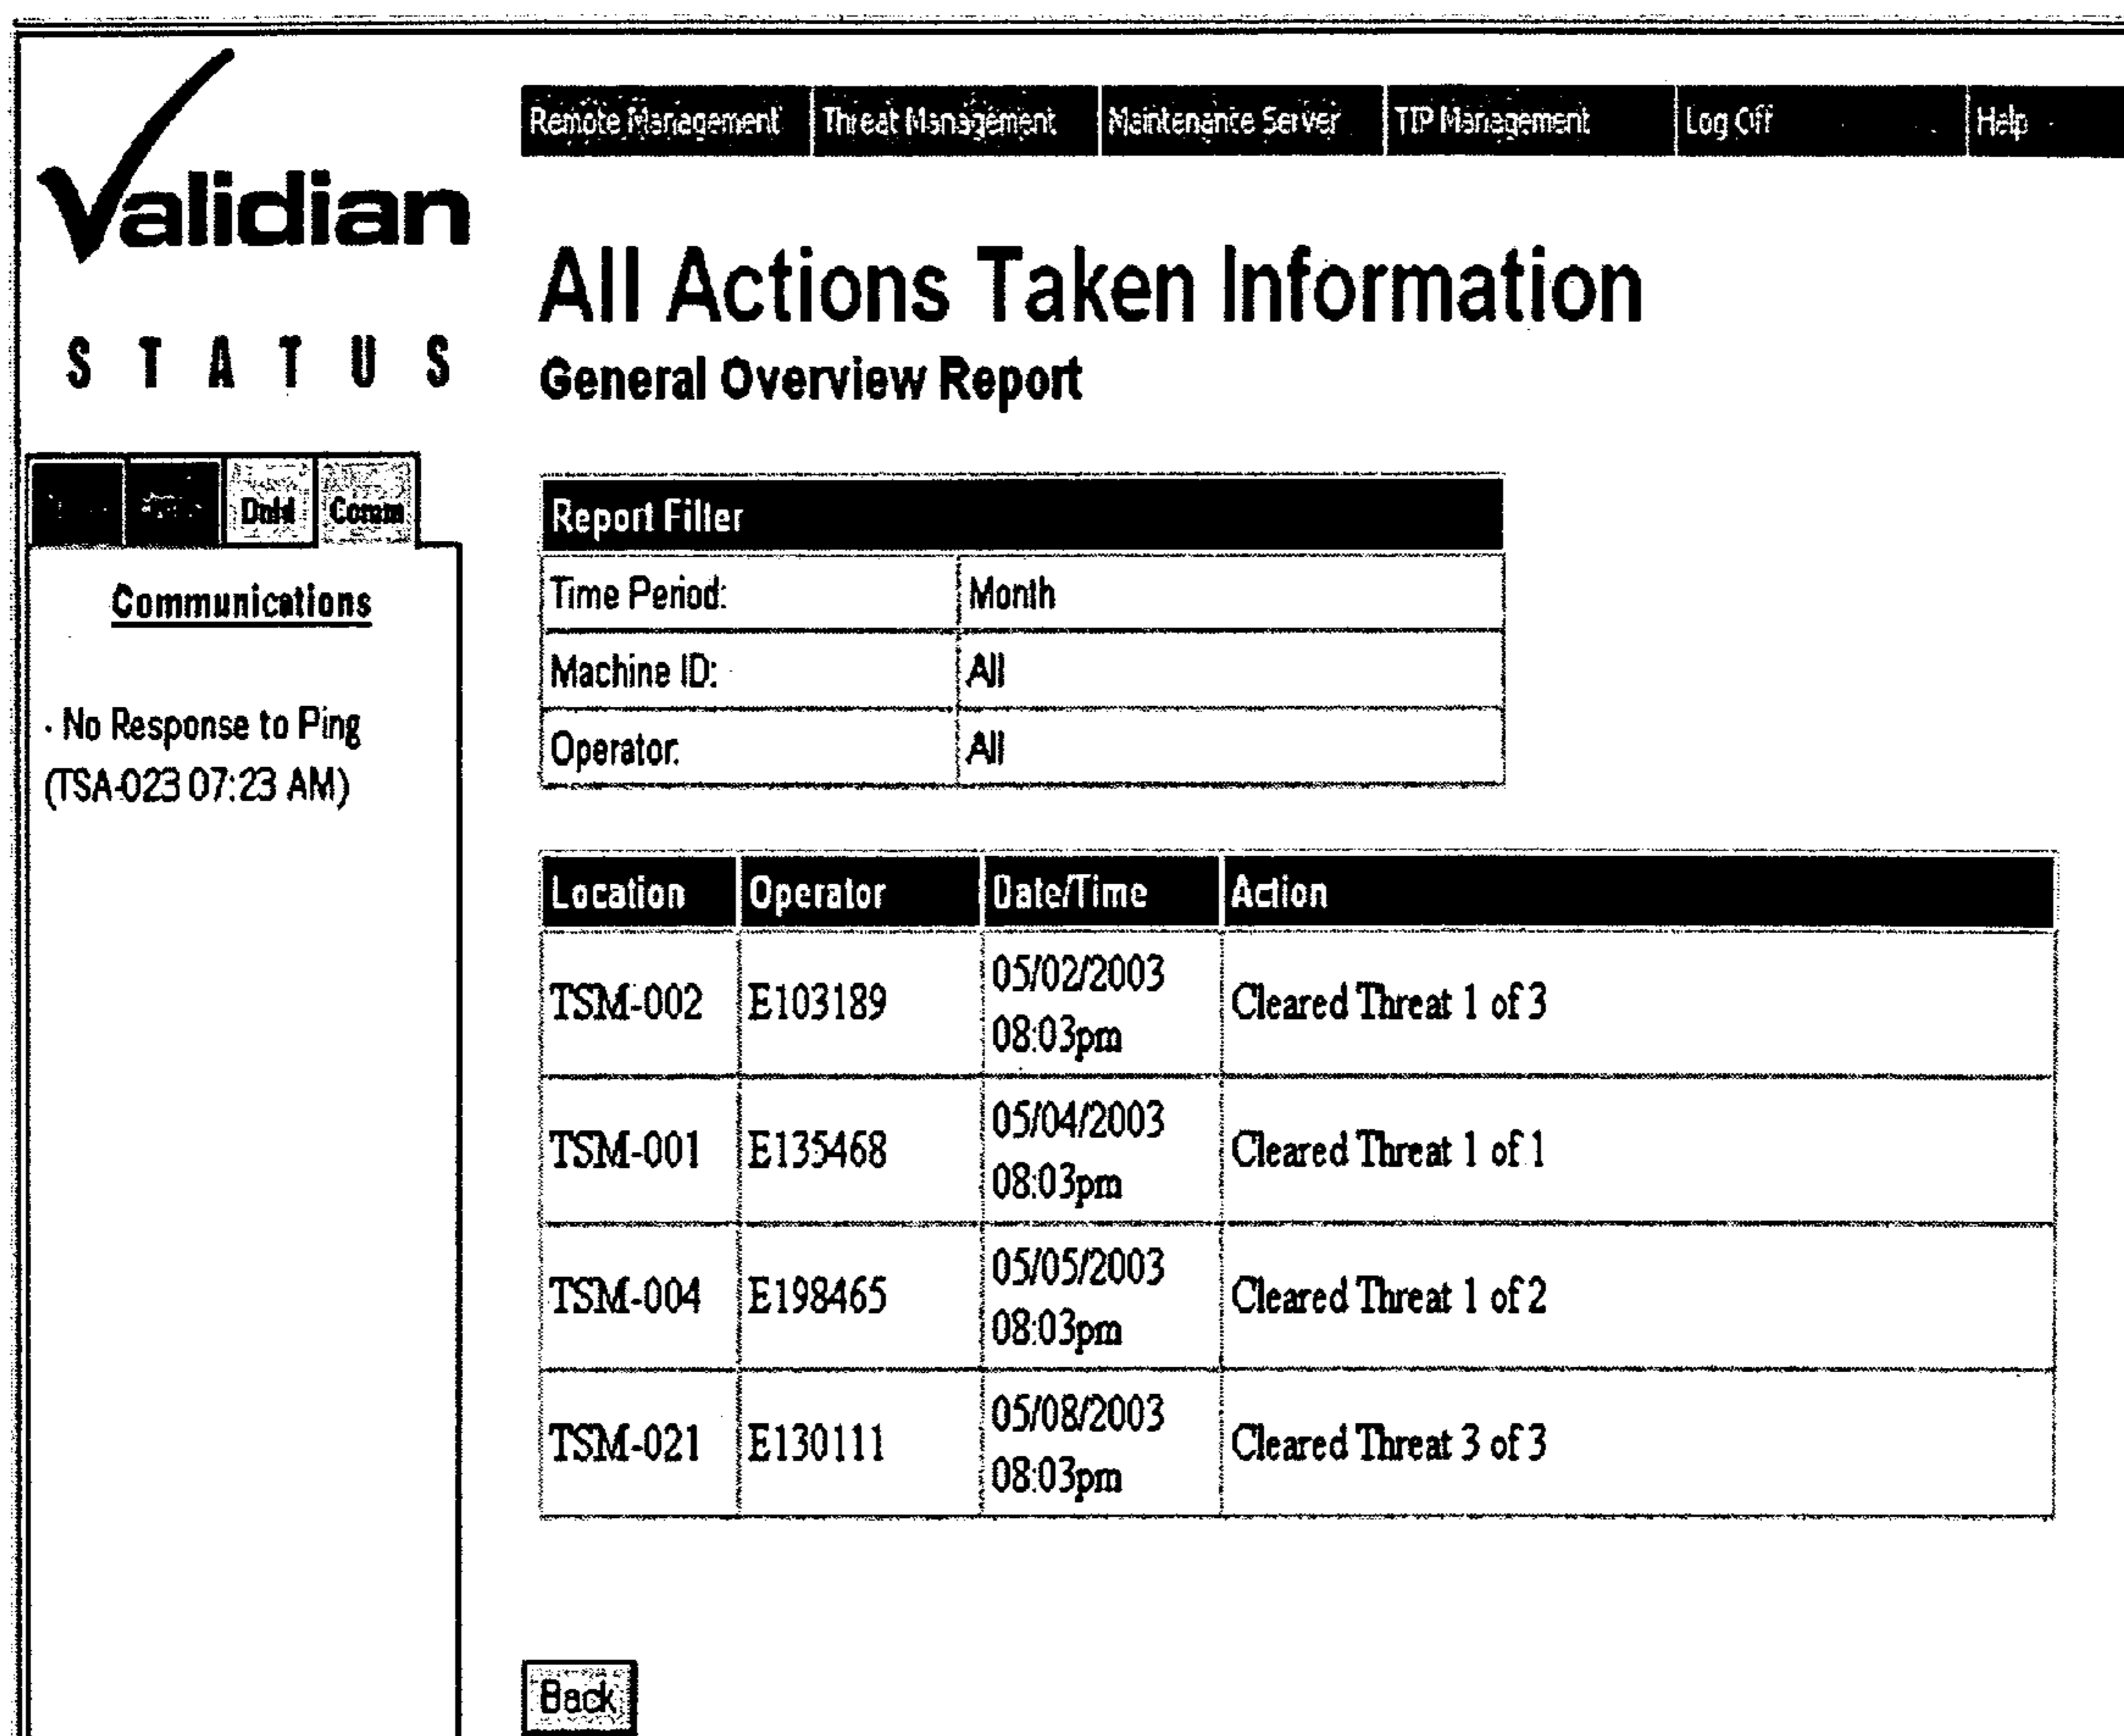 Validian
Remote Management Threat Management Maintenance Server TIP Management Log Off Help
All Actions Taken Information
STATUS
General Overview Report
Dnld Comm
Communications
· No Response to Ping
(TSA-023 07:23 AM)
Report Filter
Time Period: Month
Machine ID: All
Operator: All
Location Operator Date/Time Action
TSM-002 E103189 05/02/2003 08:03pm Cleared Threat 1 of 3
TSM-001 E135468 05/04/2003 08:03pm Cleared Threat 1 of 1
TSM-004 E198465 05/05/2003 08:03pm Cleared Threat 1 of 2
TSM-021 E130111 05/08/2003 08:03pm Cleared Threat 3 of 3
Back